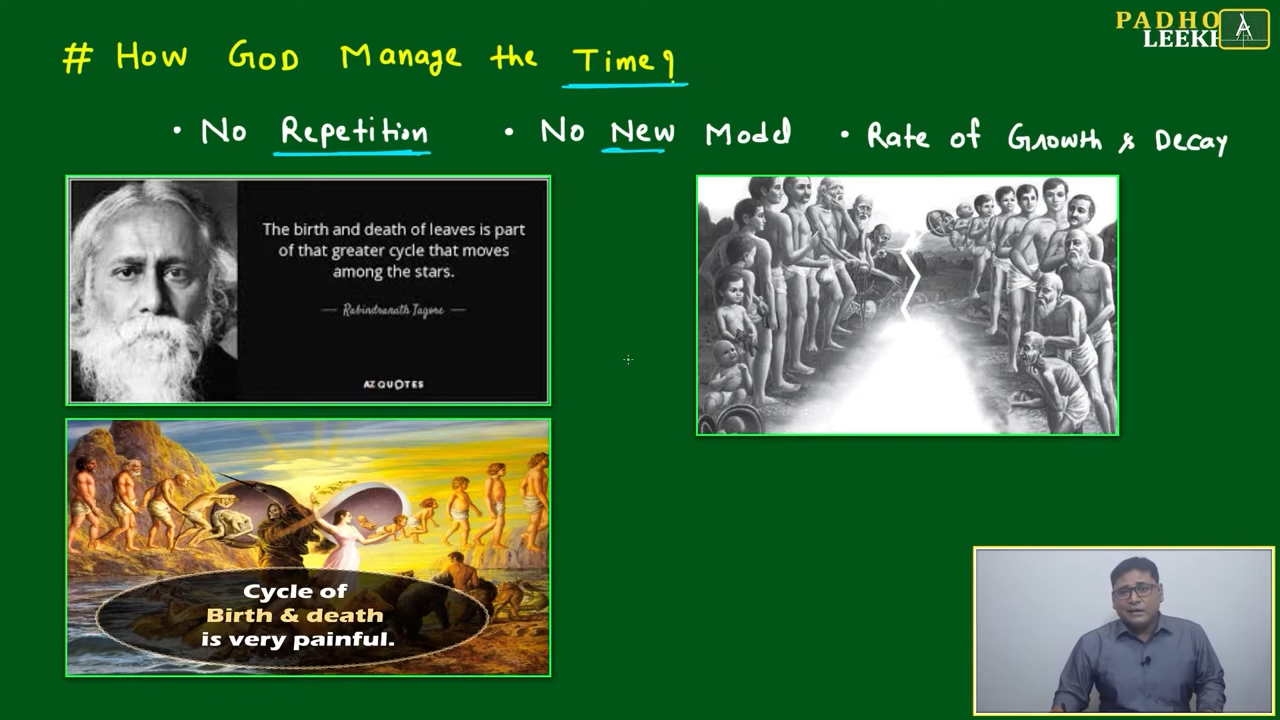 PADHO
LEEKH
# How GOD Manage the Time?
• No Repetition • No New Model • Rate of Growth & Decay
The birth and death of leaves is part
of that greater cycle that moves
among the stars.
Rabindranath Tagore
AZ QUOTES
Cycle of
Birth & death
is very painful.